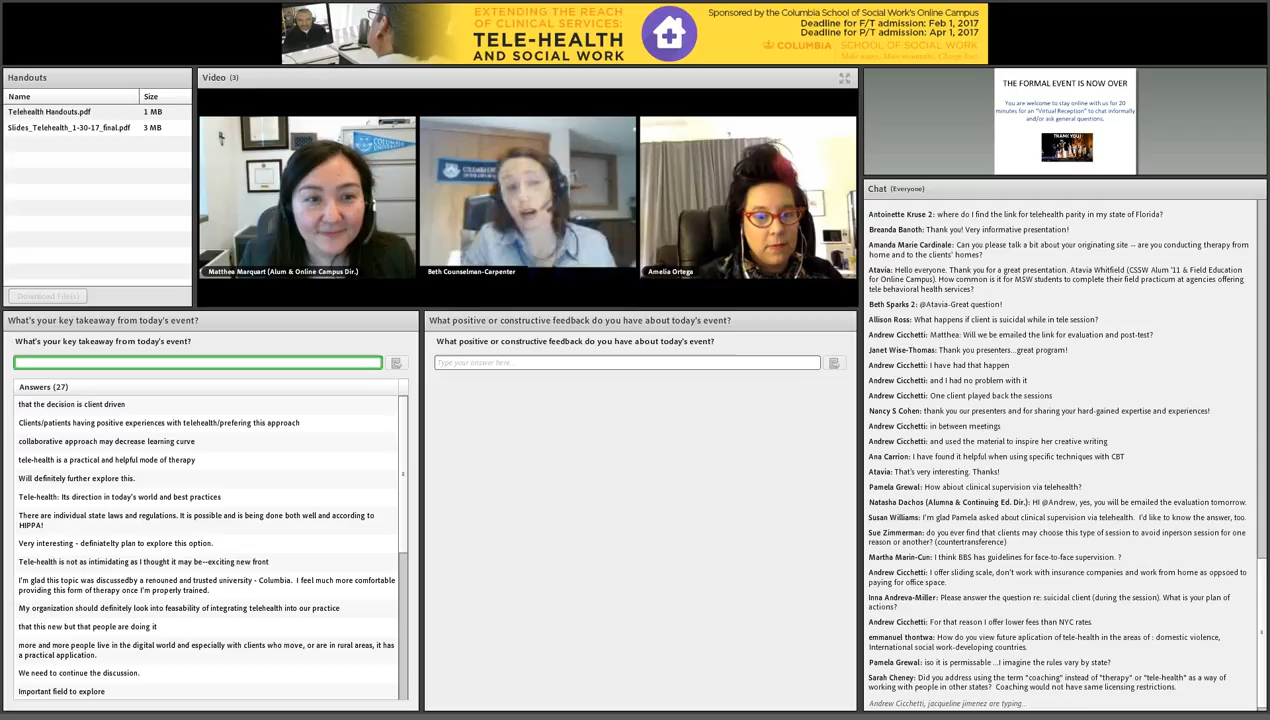 EXTENDING THE REACH
OF CLINICAL SERVICES:
TELE-HEALTH
AND SOCIAL WORK
Sponsored by the Columbia School of Social Work's Online Campus
Deadline for F/T admission: Feb 1, 2017
Deadline for P/T admission: Apr 1, 2017
COLUMBIA SCHOOL OF SOCIAL WORK
Handouts
Name Size
Telehealth Handouts.pdf 1 MB
Slides_Telehealth_1-30-17_final.pdf 3 MB
Download File(s)
Video (3)
Matthea Marquart (Alum & Online Campus Dir.)
Beth Counselman-Carpenter
Amelia Ortega
THE FORMAL EVENT IS NOW OVER
You are welcome to stay online with us for 20
minutes for an "Virtual Reception" to chat informally
and/or ask general questions.
THANK YOU!
What's your key takeaway from today's event?
What's your key takeaway from today's event?
Answers (27)
that the decision is client driven
Clients/patients having positive experiences with telehealth/prefering this approach
collaborative approach may decrease learning curve
tele-health is a practical and helpful mode of therapy
Will definitely further explore this.
Tele-health: Its direction in today's world and best practices
There are individual state laws and regulations. It is possible and is being done both well and according to
HIPPA!
Very interesting - definiatelty plan to explore this option.
Tele-health is not as intimidating as I thought it may be--exciting new front
I'm glad this topic was discussedby a renouned and trusted university - Columbia. I feel much more comfortable
providing this form of therapy once I'm properly trained.
My organization should definitely look into feasability of integrating telehealth into our practice
that this new but that people are doing it
more and more people live in the digital world and especially with clients who move, or are in rural areas, it has
a practical application.
We need to continue the discussion.
Important field to explore
What positive or constructive feedback do you have about today's event?
What positive or constructive feedback do you have about today's event?
Type your answer here...
Chat (Everyone)
Antoinette Kruse 2: where do I find the link for telehealth parity in my state of Florida?
Breanda Banoth: Thank you! Very informative presentation!
Amanda Marie Cardinale: Can you please talk a bit about your originating site -- are you conducting therapy from
home and to the clients' homes?
Atavia: Hello everyone. Thank you for a great presentation. Atavia Whitfield (CSSW Alum '11 & Field Education
for Online Campus). How common is it for MSW students to complete their field practicum at agencies offering
tele behavioral health services?
Beth Sparks 2: @Atavia-Great question!
Allison Ross: What happens if client is suicidal while in tele session?
Andrew Cicchetti: Matthea: Will we be emailed the link for evaluation and post-test?
Janet Wise-Thomas: Thank you presenters...great program!
Andrew Cicchetti: I have had that happen
Andrew Cicchetti: and I had no problem with it
Andrew Cicchetti: One client played back the sessions
Nancy S Cohen: thank you our presenters and for sharing your hard-gained expertise and experiences!
Andrew Cicchetti: in between meetings
Andrew Cicchetti: and used the material to inspire her creative writing
Ana Carrion: I have found it helpful when using specific techniques with CBT
Atavia: That's very interesting. Thanks!
Pamela Grewal: How about clinical supervision via telehealth?
Natasha Dachos (Alumna & Continuing Ed. Dir.): HI @Andrew, yes, you will be emailed the evaluation tomorrow.
Susan Williams: I'm glad Pamela asked about clinical supervision via telehealth. I'd like to know the answer, too.
Sue Zimmerman: do you ever find that clients may choose this type of session to avoid inperson session for one
reason or another? (countertransference)
Martha Marin-Cun: I think BBS has guidelines for face-to-face supervision. ?
Andrew Cicchetti: I offer sliding scale, don't work with insurance companies and work from home as oppsoed to
paying for office space.
Inna Andreva-Miller: Please answer the question re: suicidal client (during the session). What is your plan of
actions?
Andrew Cicchetti: For that reason I offer lower fees than NYC rates.
emmanuel thontwa: How do you view future aplication of tele-health in the areas of : domestic violence,
International social work-developing countries.
Pamela Grewal: iso it is permissable ...I imagine the rules vary by state?
Sarah Cheney: Did you address using the term "coaching" instead of "therapy" or "tele-health" as a way of
working with people in other states? Coaching would not have same licensing restrictions.
Andrew Cicchetti, jacqueline jimenez are typing...